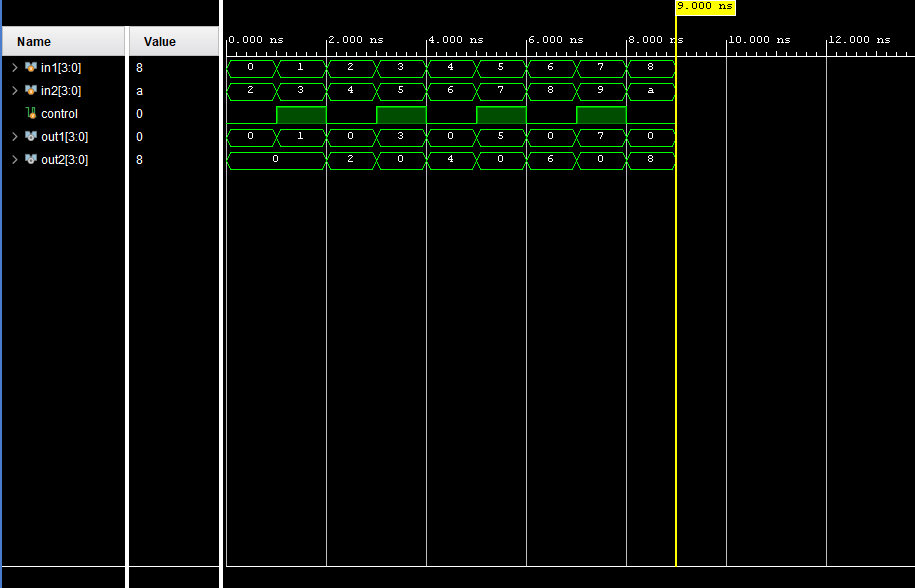 9.000 ns
Name Value
0.000 ns 2.000 ns 4.000 ns 6.000 ns 8.000 ns 10.000 ns 12.000 ns
in1[3:0] 8 0 1 2 3 4 5 6 7 8
in2[3:0] a 2 3 4 5 6 7 8 9 a
control 0
out1[3:0] 0 0 1 0 3 0 5 0 7 0
out2[3:0] 8 0 2 0 4 0 6 0 8